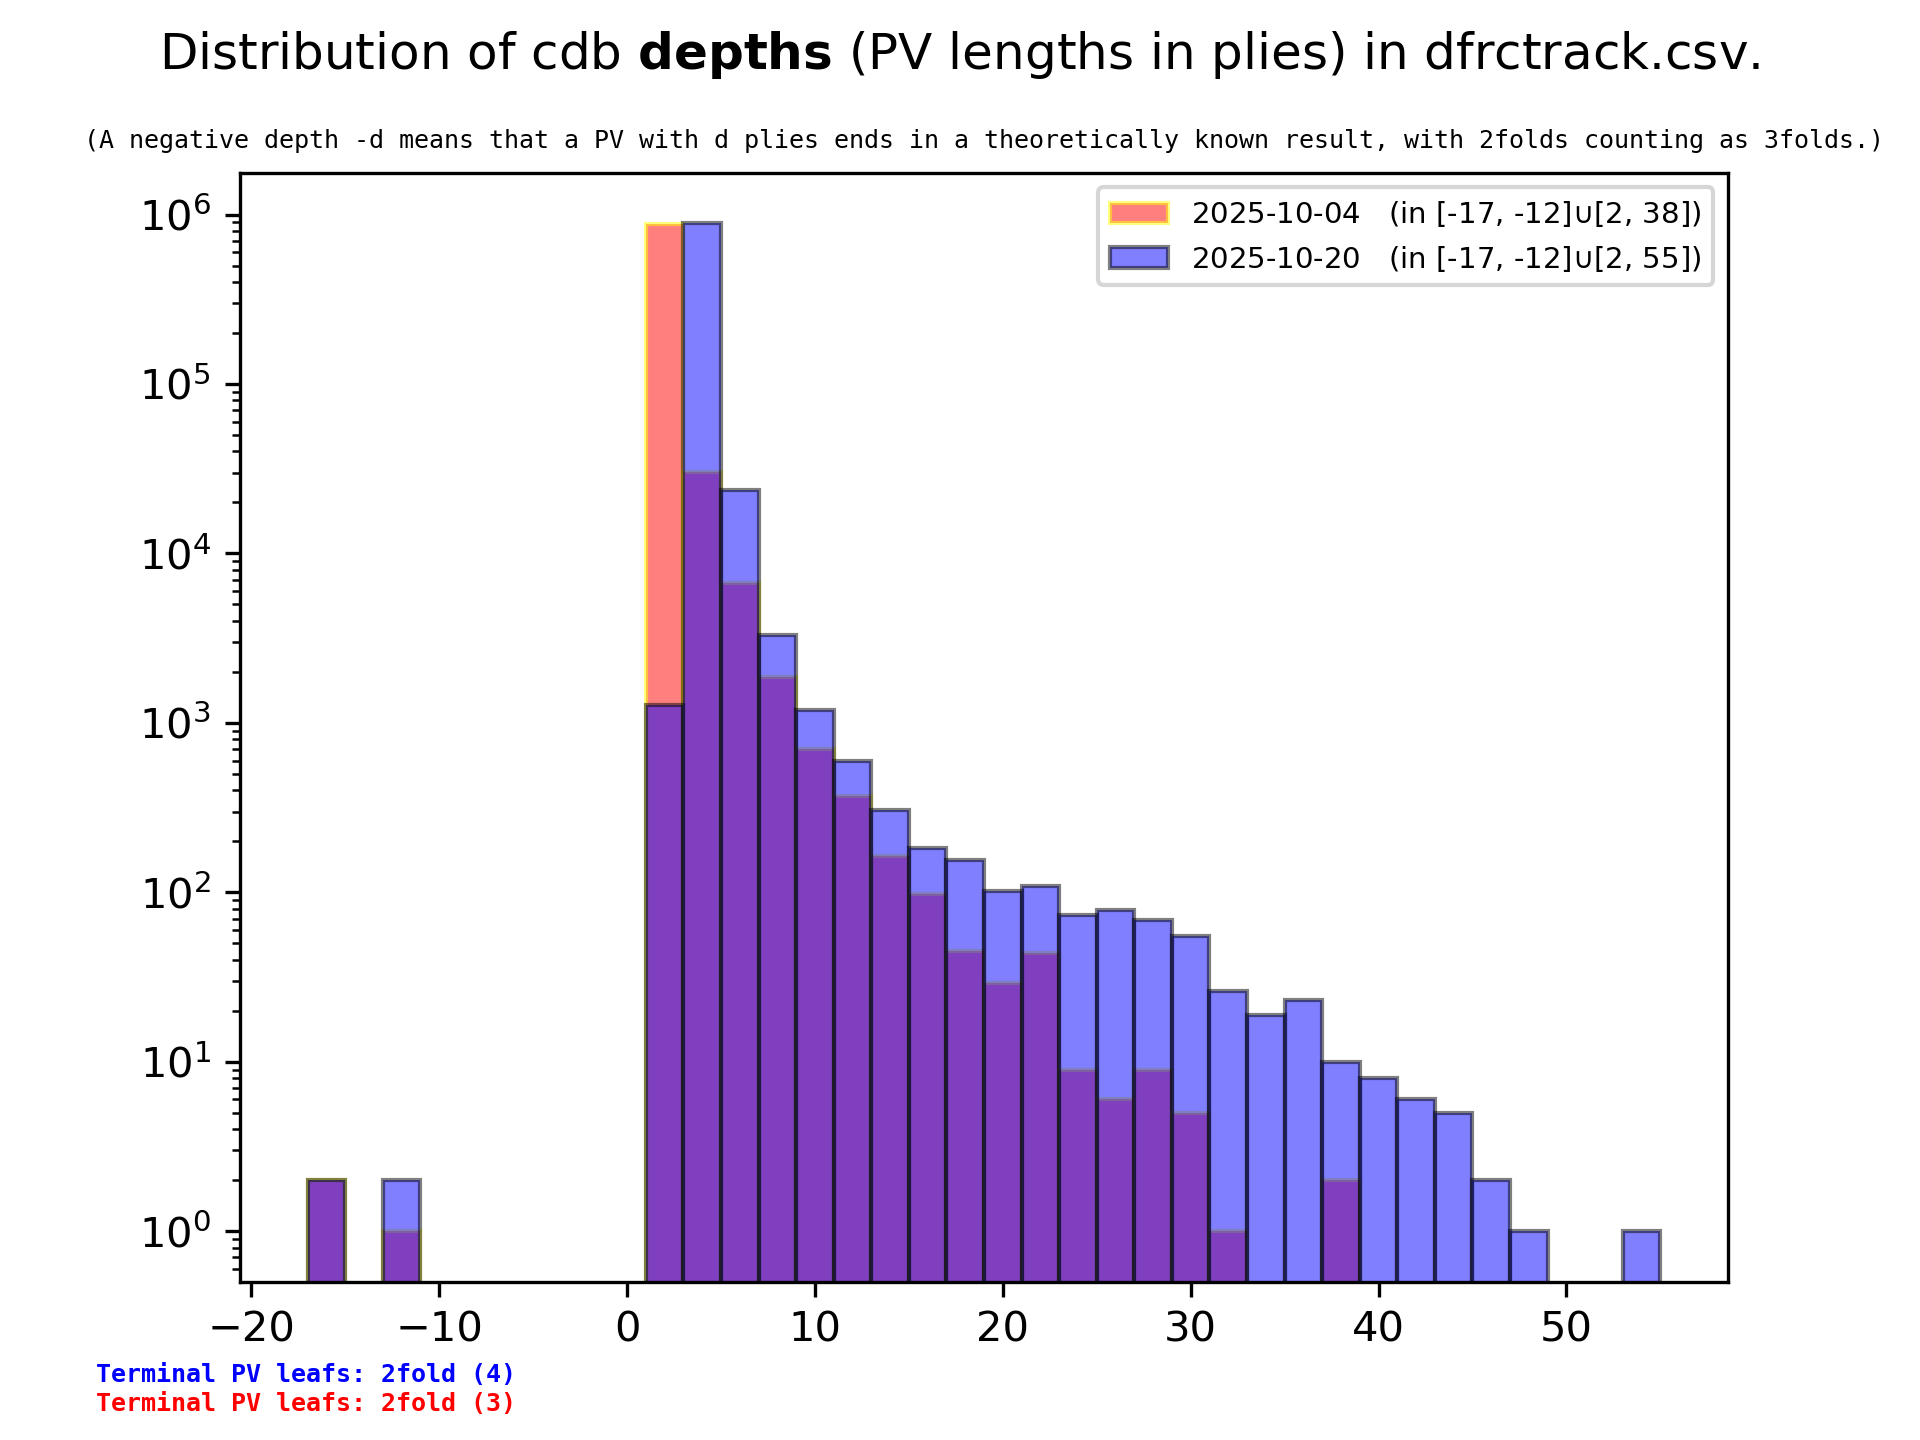 Distribution of cdb depths (PV lengths in plies) in dfrctrack.csv.
(A negative depth -d means that a PV with d plies ends in a theoretically known result, with 2folds counting as 3folds.)
2025-10-04 (in [-17, -12]∪[2, 38])
2025-10-20 (in [-17, -12]∪[2, 55])
10⁶
10⁵
10⁴
10³
10²
10¹
10⁰
−20 −10 0 10 20 30 40 50
Terminal PV leafs: 2fold (4)
Terminal PV leafs: 2fold (3)